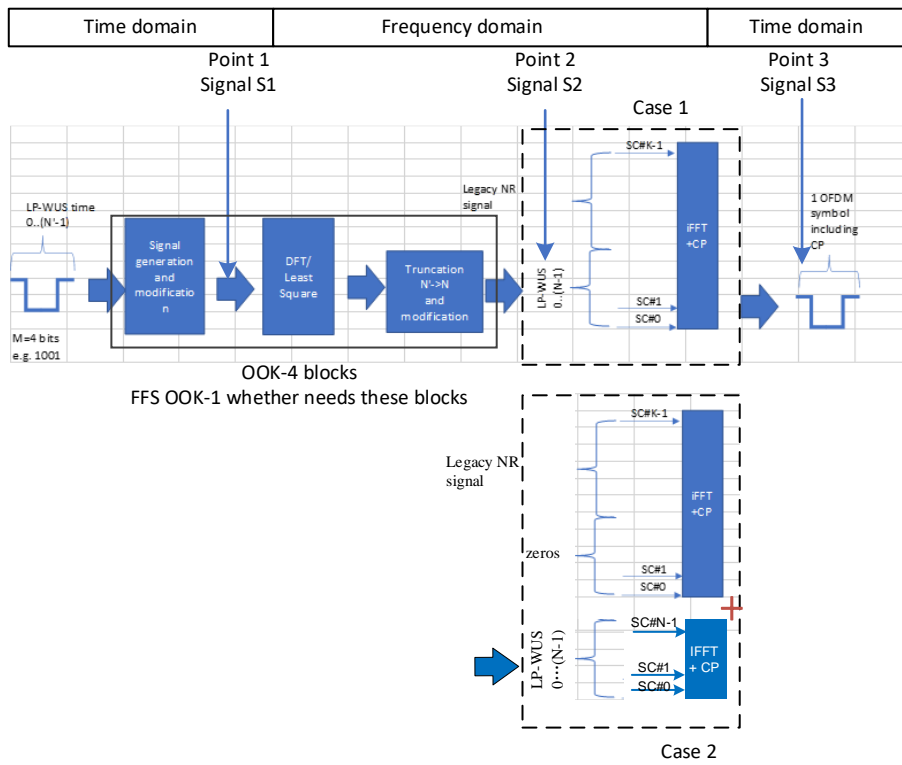 Time domain
Frequency domain
Time domain
Point 1
Signal S1
Point 2
Signal S2
Point 3
Signal S3
Case 1
SC#K-1
Legacy NR
signal
LP-WUS time
0..(N'-1)
Signal
generation
and
modificatio
n
DFT/
Least
Square
Truncation
N'->N
and
modification
LP-WUS
0..(N-1)
iFFT
+CP
SC#1
SC#0
1 OFDM
symbol
including
CP
M=4 bits
e.g. 1001
OOK-4 blocks
FFS OOK-1 whether needs these blocks
SC#K-1
Legacy NR
signal
iFFT
+CP
zeros
SC#1
SC#0
+
LP-WUS
0⋯(N-1)
SC#N-1
SC#1
SC#0
IFFT
+ CP
Case 2